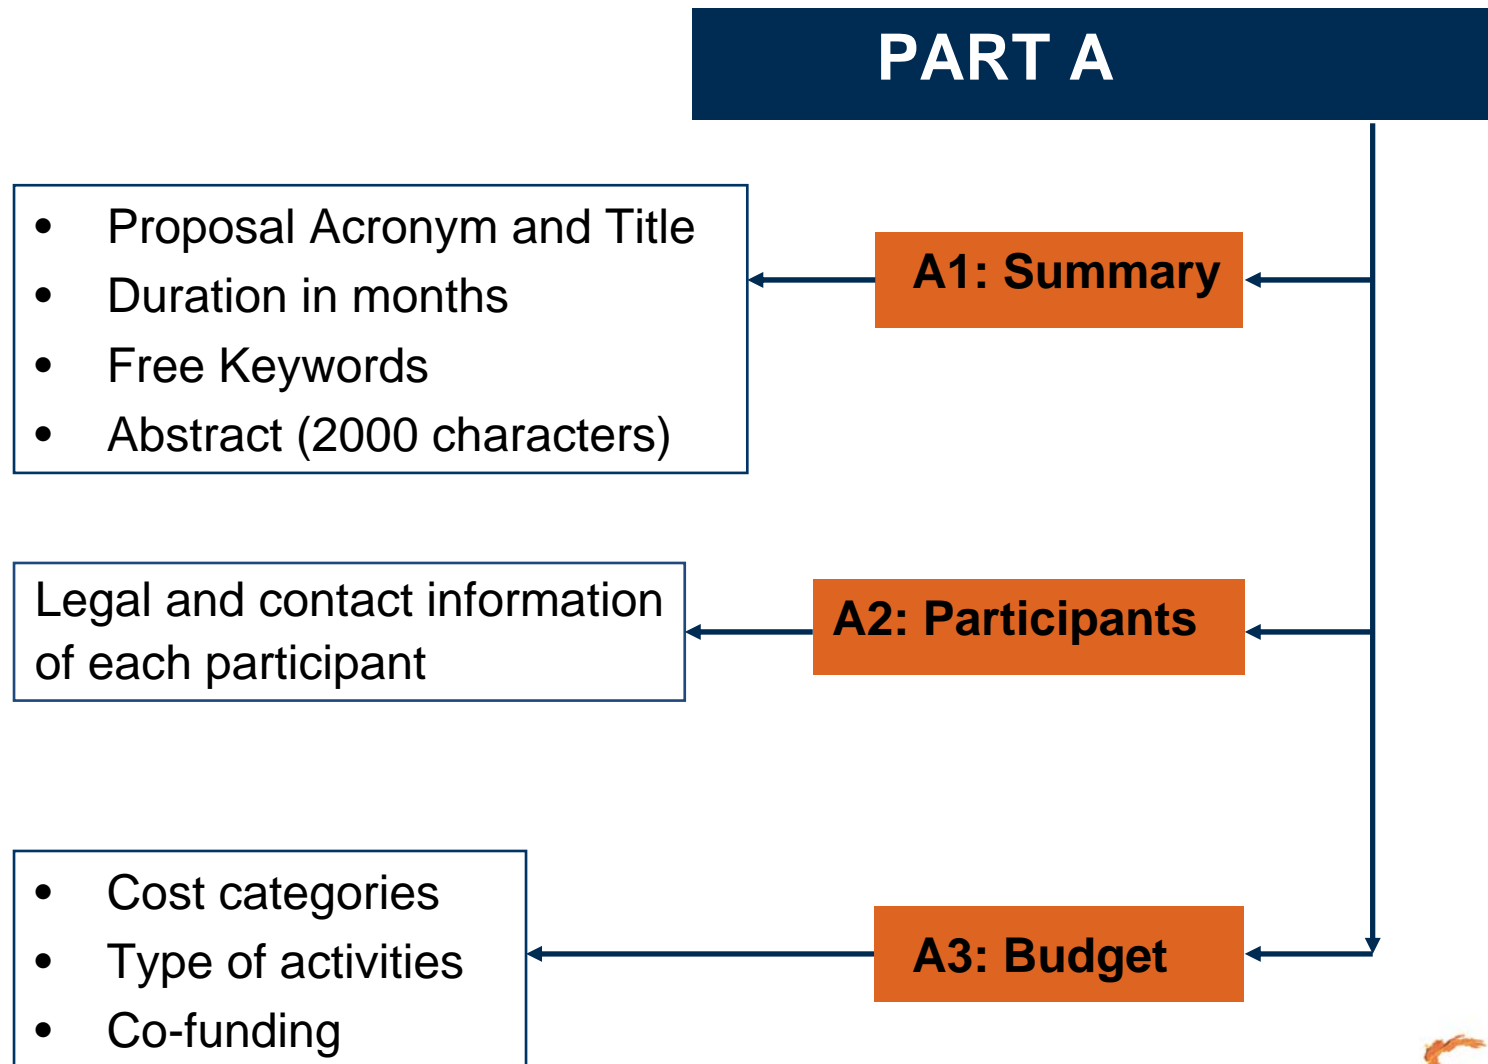 PART A
• Proposal Acronym and Title
• Duration in months
• Free Keywords
• Abstract (2000 characters)
A1: Summary
Legal and contact information
of each participant
A2: Participants
• Cost categories
• Type of activities
• Co-funding
A3: Budget